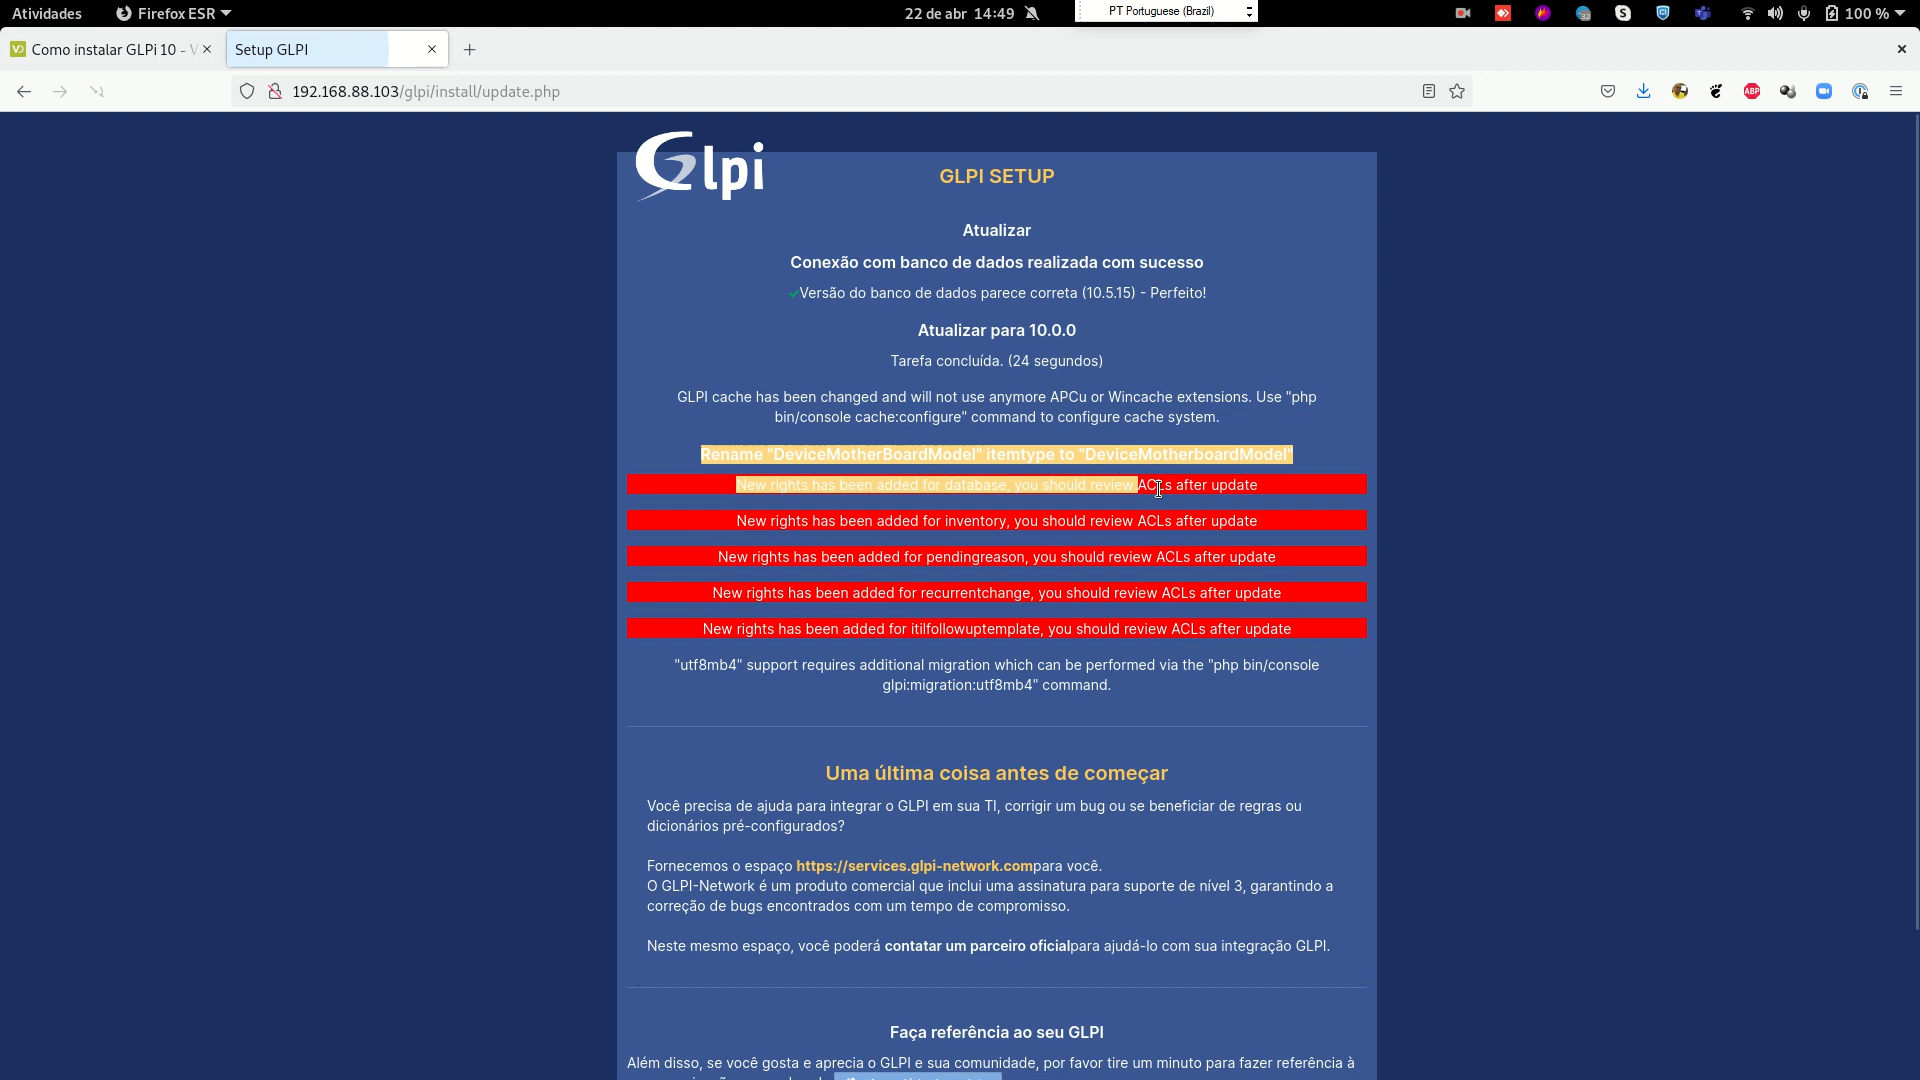 Atividades
Firefox ESR
22 de abr 14:49
PT Portuguese (Brazil)
100 %
Como instalar GLPi 10 - V
Setup GLPI
192.168.88.103/glpi/install/update.php
ABP
Glpi
GLPI SETUP
Atualizar
Conexão com banco de dados realizada com sucesso
Versão do banco de dados parece correta (10.5.15) - Perfeito!
Atualizar para 10.0.0
Tarefa concluída. (24 segundos)
GLPI cache has been changed and will not use anymore APCu or Wincache extensions. Use "php
bin/console cache:configure" command to configure cache system.
Rename "DeviceMotherBoardModel" itemtype to "DeviceMotherboardModel"
New rights has been added for database, you should review ACLs after update
New rights has been added for inventory, you should review ACLs after update
New rights has been added for pendingreason, you should review ACLs after update
New rights has been added for recurrentchange, you should review ACLs after update
New rights has been added for itilfollowuptemplate, you should review ACLs after update
"utf8mb4" support requires additional migration which can be performed via the "php bin/console
glpi:migration:utf8mb4" command.
Uma última coisa antes de começar
Você precisa de ajuda para integrar o GLPI em sua TI, corrigir um bug ou se beneficiar de regras ou
dicionários pré-configurados?
Fornecemos o espaço https://services.glpi-network.compara você.
O GLPI-Network é um produto comercial que inclui uma assinatura para suporte de nível 3, garantindo a
correção de bugs encontrados com um tempo de compromisso.
Neste mesmo espaço, você poderá contatar um parceiro oficialpara ajudá-lo com sua integração GLPI.
Faça referência ao seu GLPI
Além disso, se você gosta e aprecia o GLPI e sua comunidade, por favor tire um minuto para fazer referência à